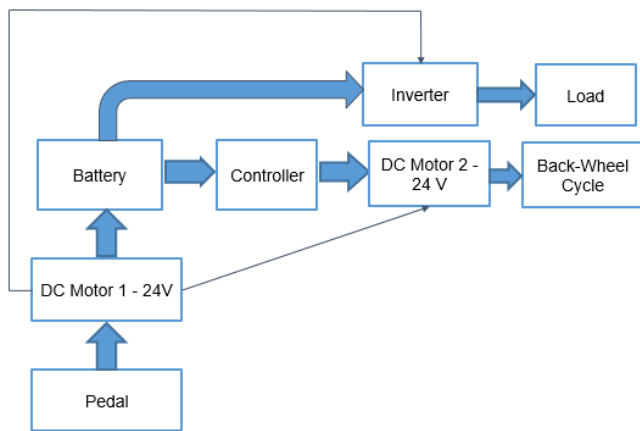 Inverter
Load
Battery
Controller
DC Motor 2 -
24 V
Back-Wheel
Cycle
DC Motor 1 - 24V
Pedal